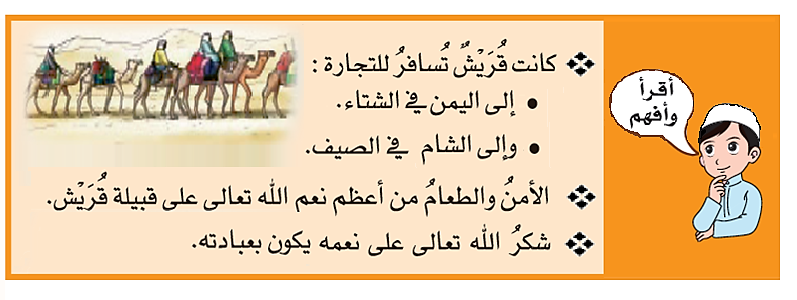 أقرأ
وأفهم
كانت قُرَيْشٌ تُسافرُ للتجارة :
• إلى اليمن في الشتاء.
• وإلى الشام في الصيف.
الأمنُ والطعامُ من أعظم نعم الله تعالى على قبيلة قُرَيْش.
شكرُ الله تعالى على نعمه يكون بعبادته.